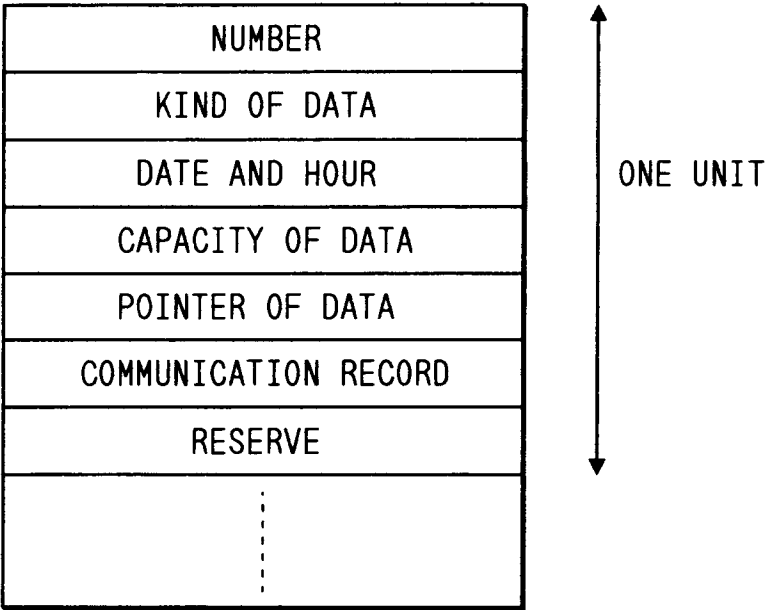 NUMBER
KIND OF DATA
DATE AND HOUR
ONE UNIT
CAPACITY OF DATA
POINTER OF DATA
COMMUNICATION RECORD
RESERVE